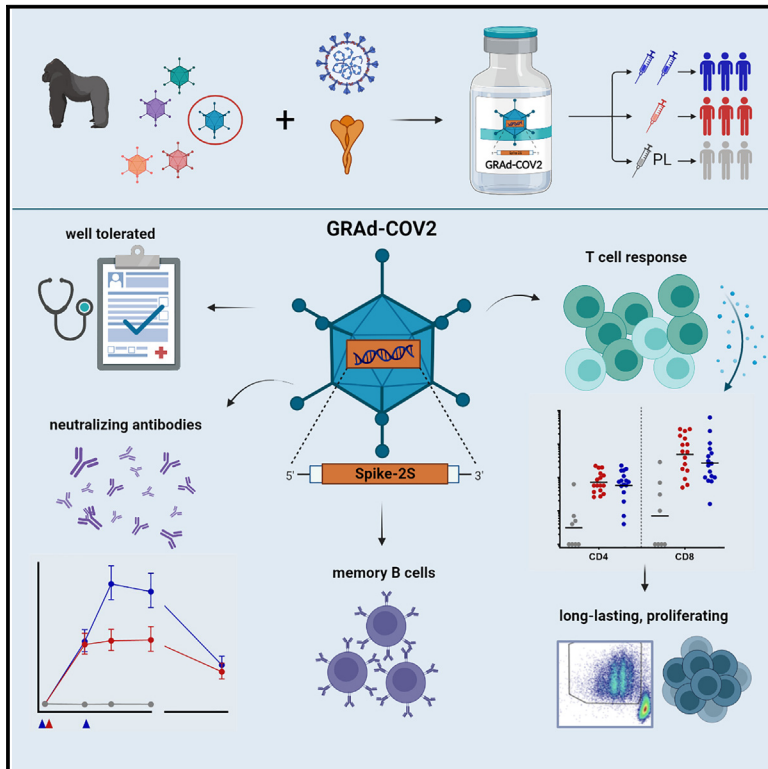 GRAd-COV2
PL
GRAd-COV2
well tolerated
T cell response
neutralizing antibodies
5'
Spike-2S
3'
CD4
CD8
memory B cells
long-lasting, proliferating